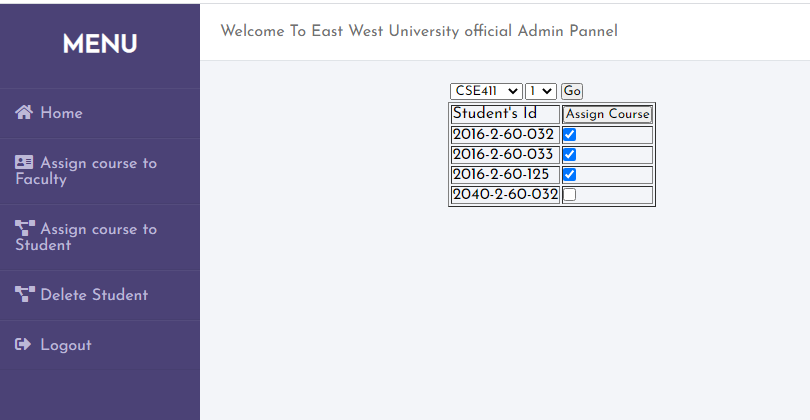 MENU
Home
Assign course to
Faculty
Assign course to
Student
Delete Student
Logout
Welcome To East West University official Admin Pannel
CSE411 1 Go
Student's Id Assign Course
2016-2-60-032
2016-2-60-033
2016-2-60-125
2040-2-60-032